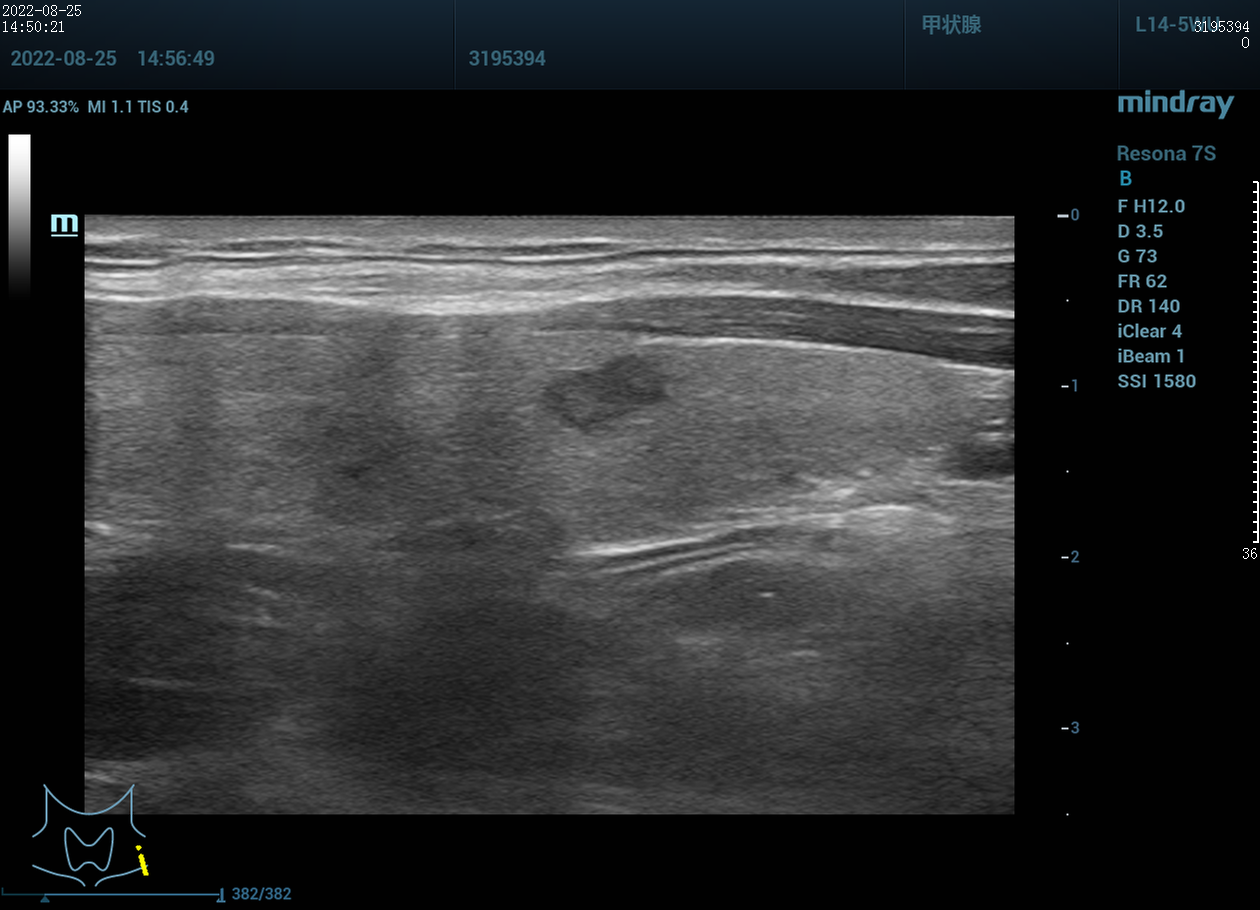 2022-08-25
14:50:21
2022-08-25 14:56:49
3195394
甲状腺
3195394
0
AP 93.33% MI 1.1 TIS 0.4
mindray
Resona 7S
B
F H12.0
D 3.5
G 73
FR 62
DR 140
iClear 4
iBeam 1
SSI 1580
m
0
1
2
3
36
382/382